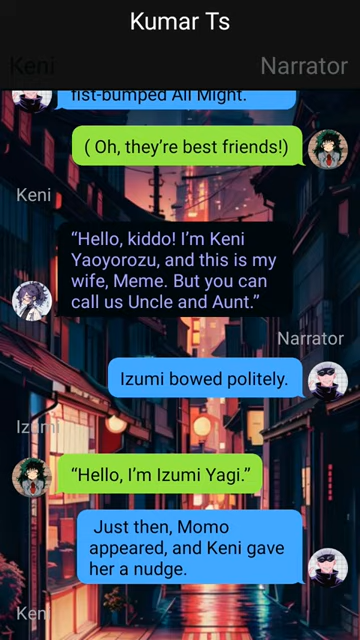 Kumar Ts
Keni
Narrator
fist-bumped All Might.
( Oh, they’re best friends!)
Keni
“Hello, kiddo! I’m Keni
Yaoyorozu, and this is my
wife, Meme. But you can
call us Uncle and Aunt.”
Narrator
Izumi bowed politely.
Izumi
“Hello, I’m Izumi Yagi.”
Just then, Momo
appeared, and Keni gave
her a nudge.
Keni